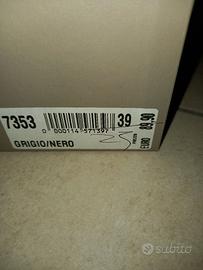 7353
39
89,90
EURO
0 000114 571397
GRIGIO/NERO
subito